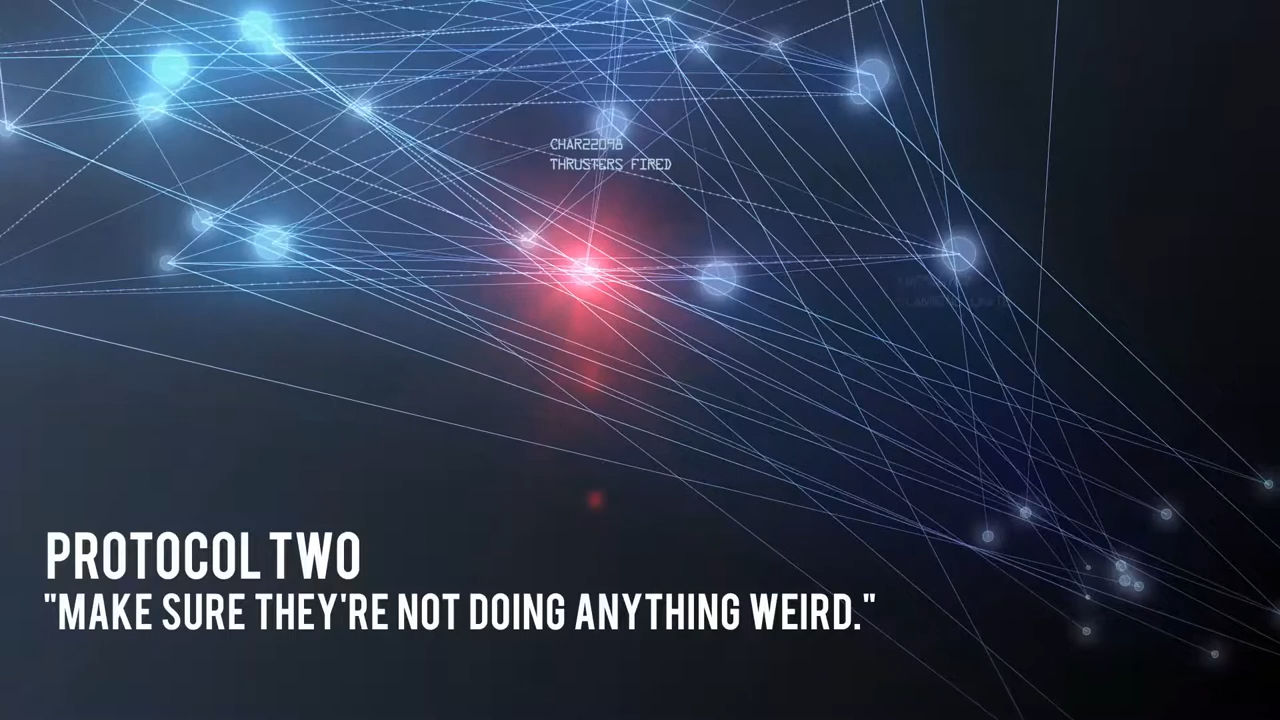 CHAR22098
THRUSTERS FIRED
PROTOCOL TWO
"MAKE SURE THEY'RE NOT DOING ANYTHING WEIRD."